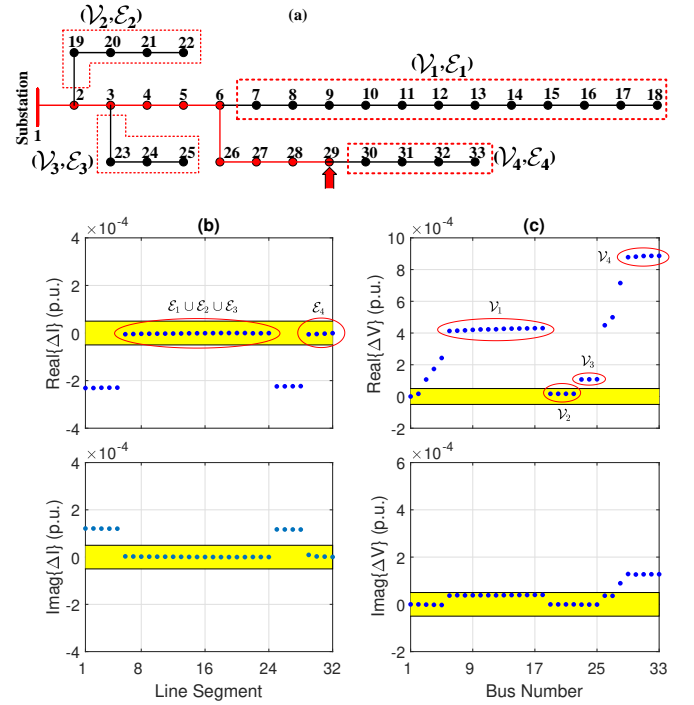 (𝒱₂,ℰ₂)
(a)
19 20 21 22
(𝒱₁,ℰ₁)
Substation
1
2 3 4 5 6 7 8 9 10 11 12 13 14 15 16 17 18
(𝒱₃,ℰ₃)
23 24 25
26 27 28 29 30 31 32 33
(𝒱₄,ℰ₄)
(b)
×10⁻⁴
4
2
0
-2
-4
Real{ΔI} (p.u.)
ℰ₁ ∪ ℰ₂ ∪ ℰ₃
ℰ₄
(c)
×10⁻⁴
10
8
6
4
2
0
-2
Real{ΔV} (p.u.)
𝒱₁
𝒱₂
𝒱₃
𝒱₄
×10⁻⁴
4
2
0
-2
-4
Imag{ΔI} (p.u.)
1 8 16 24 32
Line Segment
×10⁻⁴
6
4
2
0
-2
Imag{ΔV} (p.u.)
1 9 17 25 33
Bus Number